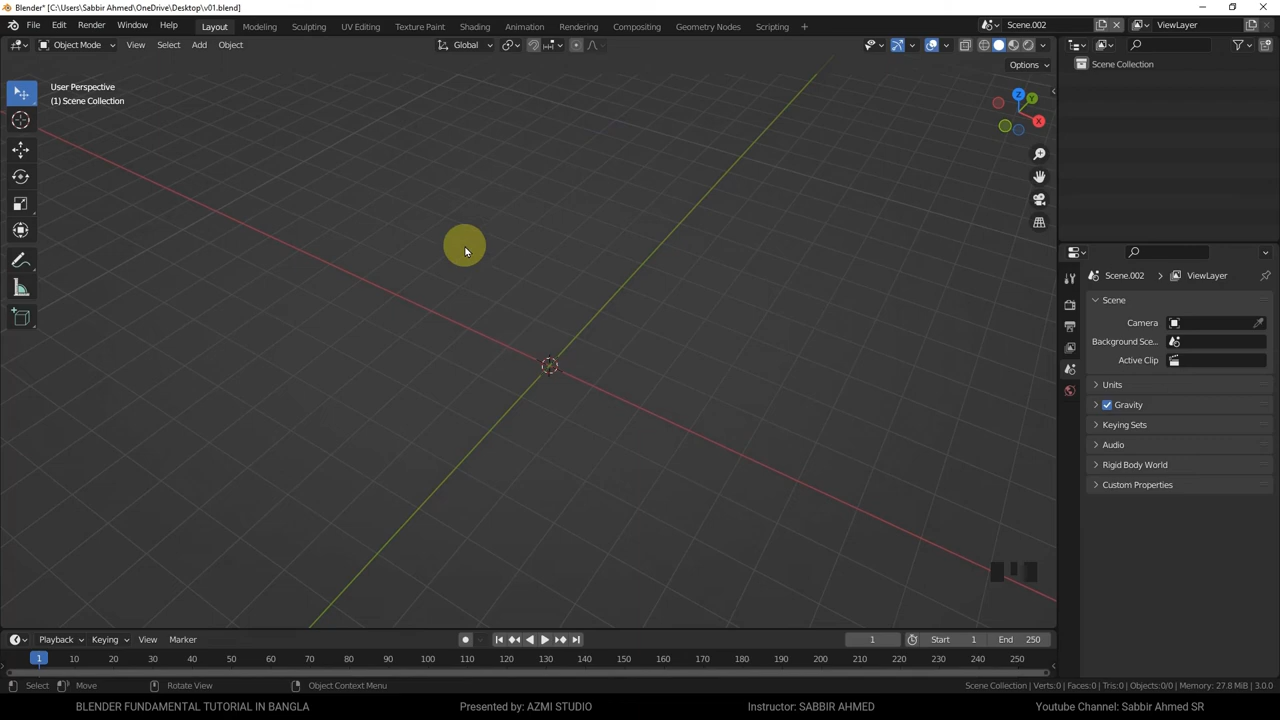 Blender* [C:\Users\Sabbir Ahmed\OneDrive\Desktop\v01.blend]
File Edit Render Window Help Layout Modeling Sculpting UV Editing Texture Paint Shading Animation Rendering Compositing Geometry Nodes Scripting + Scene.002 ViewLayer
Object Mode View Select Add Object Global
Options
Scene Collection
User Perspective
(1) Scene Collection
Z
Y
X
Scene.002 > ViewLayer
Scene
Camera
Background Sce...
Active Clip
Units
Gravity
Keying Sets
Audio
Rigid Body World
Custom Properties
Playback Keying View Marker 1 Start 1 End 250
1 10 20 30 40 50 60 70 80 90 100 110 120 130 140 150 160 170 180 190 200 210 220 230 240 250
Select Move Rotate View Object Context Menu Scene Collection | Verts:0 | Faces:0 | Tris:0 | Objects:0/0 | Memory: 27.8 MiB | 3.0.0
BLENDER FUNDAMENTAL TUTORIAL IN BANGLA Presented by: AZMI STUDIO Instructor: SABBIR AHMED Youtube Channel: Sabbir Ahmed SR